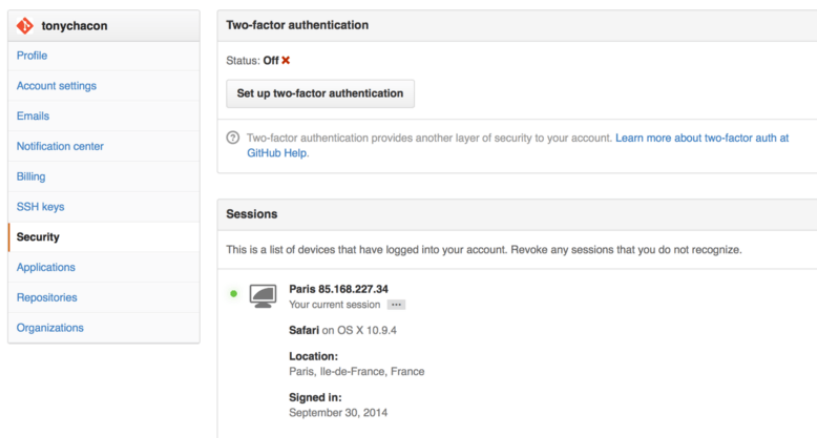 tonychacon
Profile
Account settings
Emails
Notification center
Billing
SSH keys
Security
Applications
Repositories
Organizations
Two-factor authentication
Status: Off ✖
Set up two-factor authentication
? Two-factor authentication provides another layer of security to your account. Learn more about two-factor auth at
GitHub Help.
Sessions
This is a list of devices that have logged into your account. Revoke any sessions that you do not recognize.
Paris 85.168.227.34
Your current session ···
Safari on OS X 10.9.4
Location:
Paris, Ile-de-France, France
Signed in:
September 30, 2014